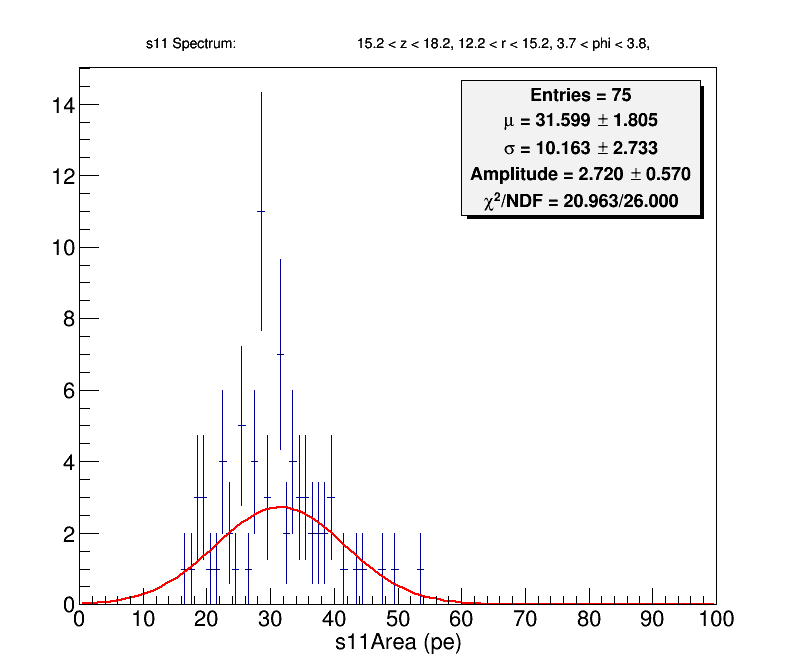 s11 Spectrum: 15.2 < z < 18.2, 12.2 < r < 15.2, 3.7 < phi < 3.8,
Entries = 75
μ = 31.599 ± 1.805
σ = 10.163 ± 2.733
Amplitude = 2.720 ± 0.570
χ²/NDF = 20.963/26.000
14
12
10
8
6
4
2
0
0 10 20 30 40 50 60 70 80 90 100
s11Area (pe)